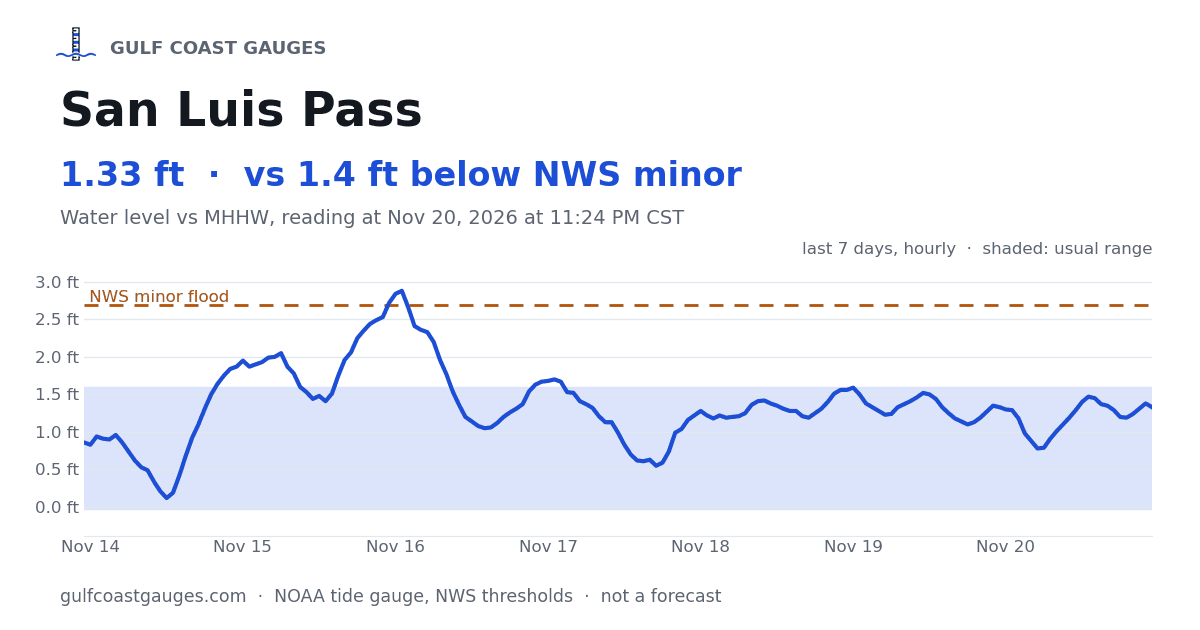 GULF COAST GAUGES
San Luis Pass
1.33 ft · vs 1.4 ft below NWS minor
Water level vs MHHW, reading at Nov 20, 2026 at 11:24 PM CST
last 7 days, hourly · shaded: usual range
3.0 ft
NWS minor flood
2.5 ft
2.0 ft
1.5 ft
1.0 ft
0.5 ft
0.0 ft
Nov 14 Nov 15 Nov 16 Nov 17 Nov 18 Nov 19 Nov 20
gulfcoastgauges.com · NOAA tide gauge, NWS thresholds · not a forecast